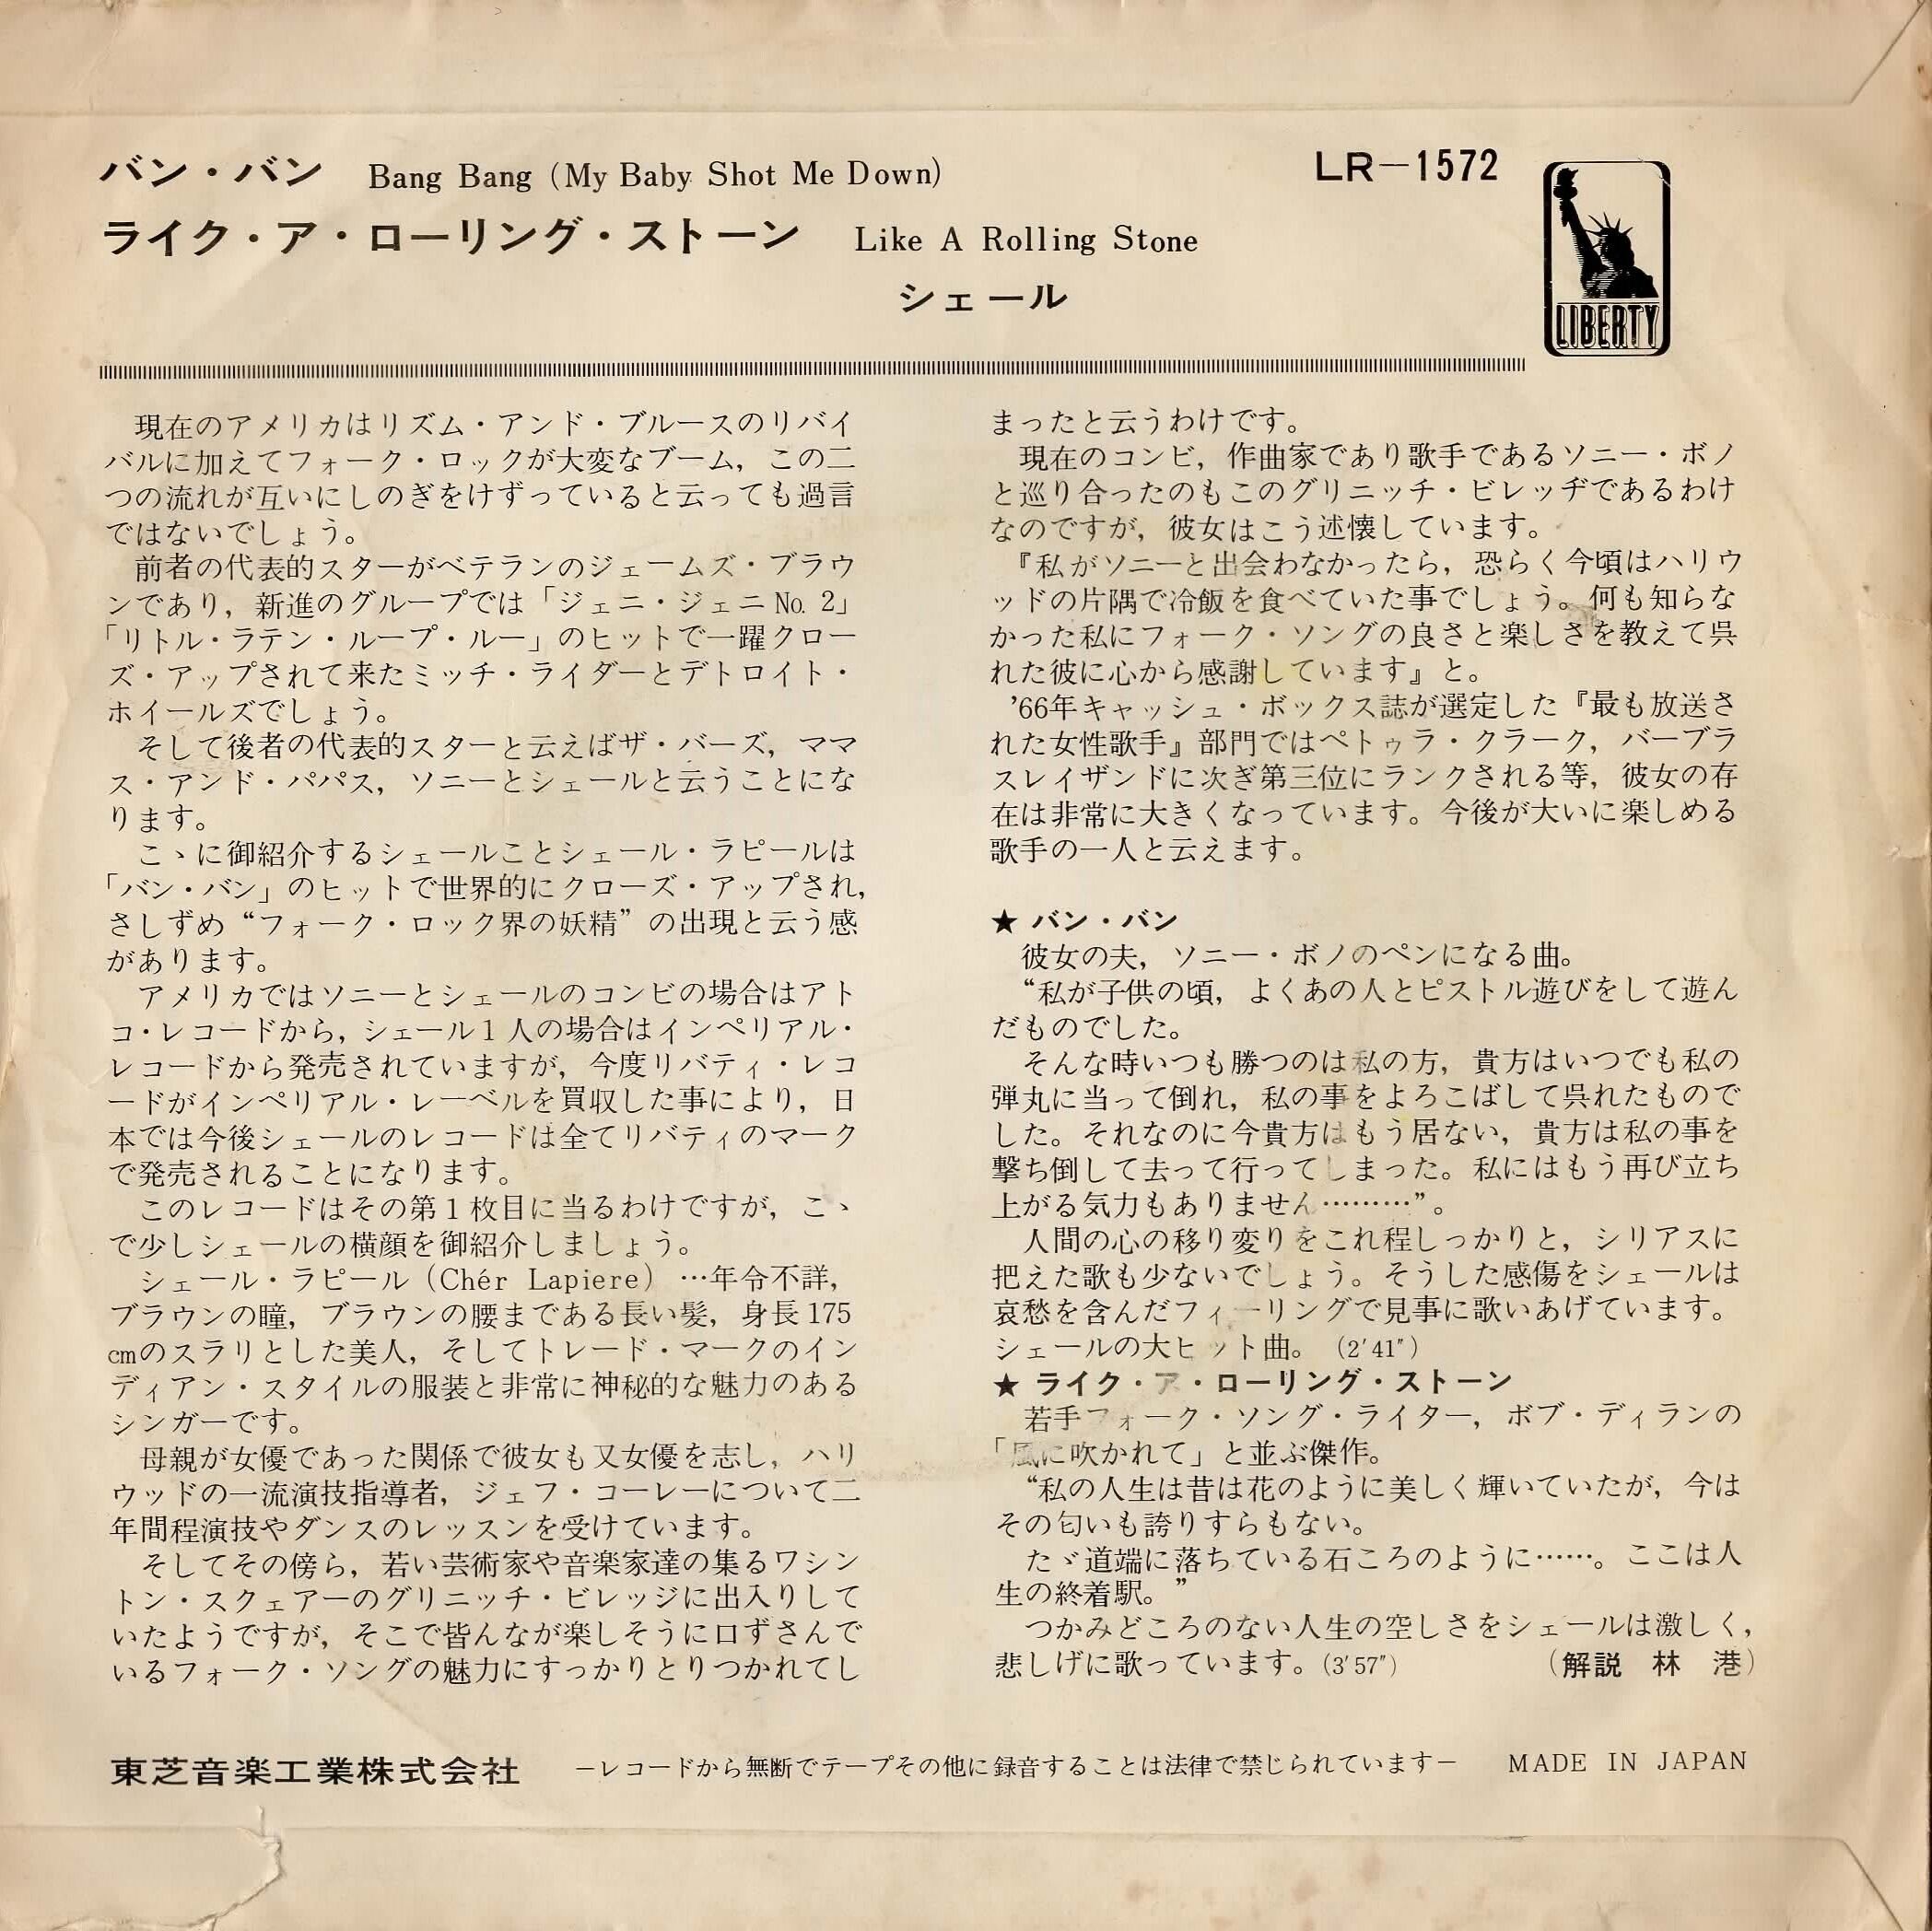 バン・バン Bang Bang (My Baby Shot Me Down)
LR-1572
ライク・ア・ローリング・ストーン Like A Rolling Stone
シェール
LIBERTY
現在のアメリカはリズム・アンド・ブルースのリバイ
バルに加えてフォーク・ロックが大変なブーム，この二
つの流れが互いにしのぎをけずっていると云っても過言
ではないでしょう。
前者の代表的スターがベテランのジェームズ・ブラウ
ンであり，新進のグループでは「ジェニ・ジェニ No. 2」
「リトル・ラテン・ループ・ルー」のヒットで一躍クロー
ズ・アップされて来たミッチ・ライダーとデトロイト・
ホイールズでしょう。
そして後者の代表的スターと云えばザ・バーズ，ママ
ス・アンド・パパス，ソニーとシェールと云うことにな
ります。
こゝに御紹介するシェールことシェール・ラピールは
「バン・バン」のヒットで世界的にクローズ・アップされ，
さしずめ“フォーク・ロック界の妖精”の出現と云う感
があります。
アメリカではソニーとシェールのコンビの場合はアト
コ・レコードから，シェール1人の場合はインペリアル・
レコードから発売されていますが，今度リバティ・レコ
ードがインペリアル・レーベルを買収した事により，日
本では今後シェールのレコードは全てリバティのマーク
で発売されることになります。
このレコードはその第1枚目に当るわけですが，こゝ
で少しシェールの横顔を御紹介しましょう。
シェール・ラピール（Chér Lapiere）…年令不詳，
ブラウンの瞳，ブラウンの腰まである長い髪，身長175
cmのスラリとした美人，そしてトレード・マークのイン
ディアン・スタイルの服装と非常に神秘的な魅力のある
シンガーです。
母親が女優であった関係で彼女も又女優を志し，ハリ
ウッドの一流演技指導者，ジェフ・コーレーについて二
年間程演技やダンスのレッスンを受けています。
そしてその傍ら，若い芸術家や音楽家達の集るワシン
トン・スクェアーのグリニッチ・ビレッジに出入りして
いたようですが，そこで皆んなが楽しそうに口ずさんで
いるフォーク・ソングの魅力にすっかりとりつかれてし
まったと云うわけです。
現在のコンビ，作曲家であり歌手であるソニー・ボノ
と巡り合ったのもこのグリニッチ・ビレッヂであるわけ
なのですが，彼女はこう述懐しています。
『私がソニーと出会わなかったら，恐らく今頃はハリウ
ッドの片隅で冷飯を食べていた事でしょう。何も知らな
かった私にフォーク・ソングの良さと楽しさを教えて呉
れた彼に心から感謝しています』と。
’66年キャッシュ・ボックス誌が選定した『最も放送さ
れた女性歌手』部門ではペトゥラ・クラーク，バーブラ
スレイザンドに次ぎ第三位にランクされる等，彼女の存
在は非常に大きくなっています。今後が大いに楽しめる
歌手の一人と云えます。
★ バン・バン
彼女の夫，ソニー・ボノのペンになる曲。
“私が子供の頃，よくあの人とピストル遊びをして遊ん
だものでした。
そんな時いつも勝つのは私の方，貴方はいつでも私の
弾丸に当って倒れ，私の事をよろこばして呉れたもので
した。それなのに今貴方はもう居ない，貴方は私の事を
撃ち倒して去って行ってしまった。私にはもう再び立ち
上がる気力もありません………”。
人間の心の移り変りをこれ程しっかりと，シリアスに
把えた歌も少ないでしょう。そうした感傷をシェールは
哀愁を含んだフィーリングで見事に歌いあげています。
シェールの大ヒット曲。（2′41″）
★ ライク・ア・ローリング・ストーン
若手フォーク・ソング・ライター，ボブ・ディランの
「風に吹かれて」と並ぶ傑作。
“私の人生は昔は花のように美しく輝いていたが，今は
その匂いも誇りすらもない。
たゞ道端に落ちている石ころのように……。ここは人
生の終着駅。”
つかみどころのない人生の空しさをシェールは激しく，
悲しげに歌っています。（3′57″） （解説 林 港）
東芝音楽工業株式会社 －レコードから無断でテープその他に録音することは法律で禁じられています－ MADE IN JAPAN